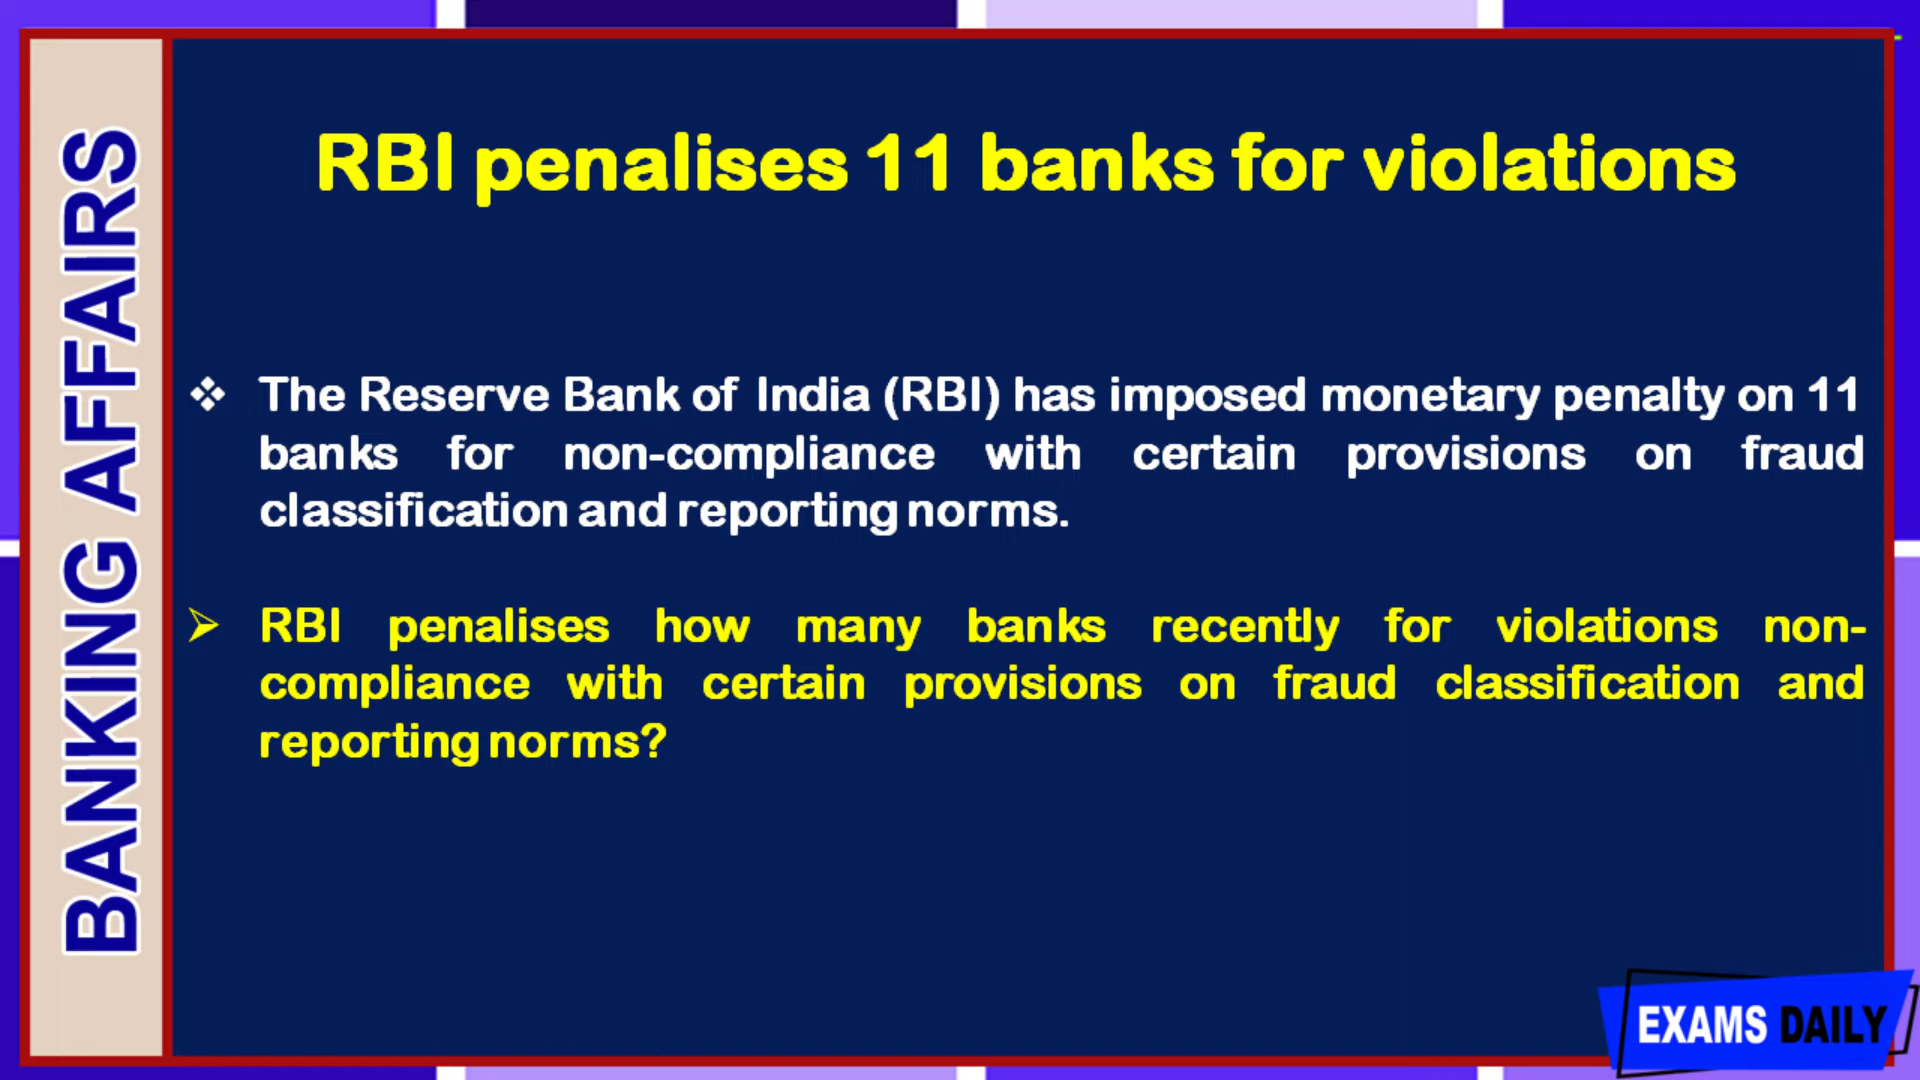 BANKING AFFAIRS
RBI penalises 11 banks for violations
❖ The Reserve Bank of India (RBI) has imposed monetary penalty on 11
banks for non-compliance with certain provisions on fraud
classification and reporting norms.
➢ RBI penalises how many banks recently for violations non-
compliance with certain provisions on fraud classification and
reporting norms?
EXAMS DAILY